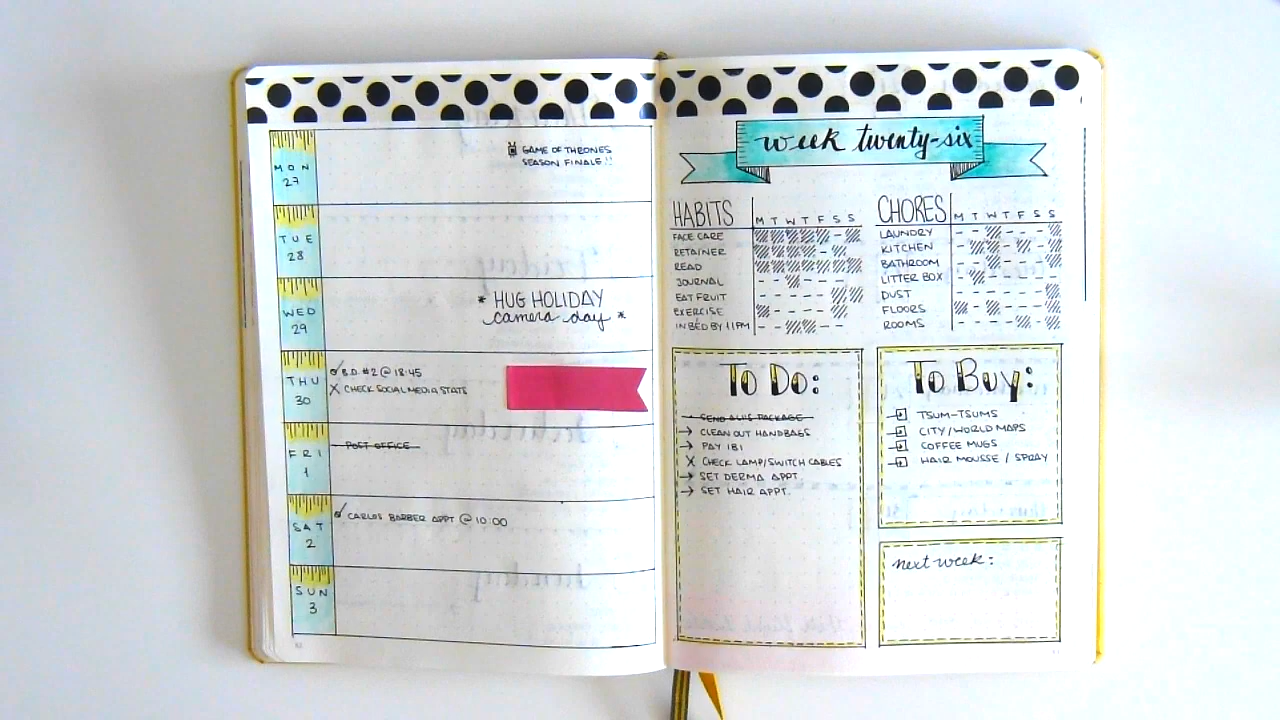 MON
27
GAME OF THRONES
SEASON FINALE!!
TUE
28
WED
29
* HUG HOLIDAY
camera day *
THU
30
B.D. #2 @ 18:45
X CHECK SOCIAL MEDIA STATS
FRI
1
POST OFFICE
SAT
2
CARLOS BARBER APPT @ 10:00
SUN
3
week twenty-six
HABITS M T W T F S S
FACE CARE
RETAINER
READ
JOURNAL
EAT FRUIT
EXERCISE
IN BED BY 11PM
CHORES M T W T F S S
LAUNDRY
KITCHEN
BATHROOM
LITTER BOX
DUST
FLOORS
ROOMS
To Do:
SEND ALI'S PACKAGE
→ CLEAN OUT HANDBAGS
→ PAY IBI
X CHECK LAMP/SWITCH CABLES
→ SET DERMA APPT
→ SET HAIR APPT.
To Buy:
TSUM-TSUMS
CITY/WORLD MAPS
COFFEE MUGS
HAIR MOUSSE / SPRAY
next week: